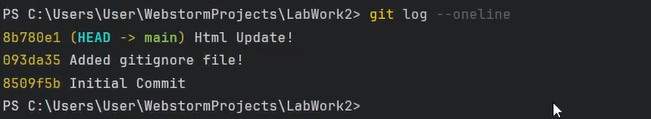 PS C:\Users\User\WebstormProjects\LabWork2> git log --oneline
8b780e1 (HEAD -> main) Html Update!
093da35 Added gitignore file!
8509f5b Initial Commit
PS C:\Users\User\WebstormProjects\LabWork2>